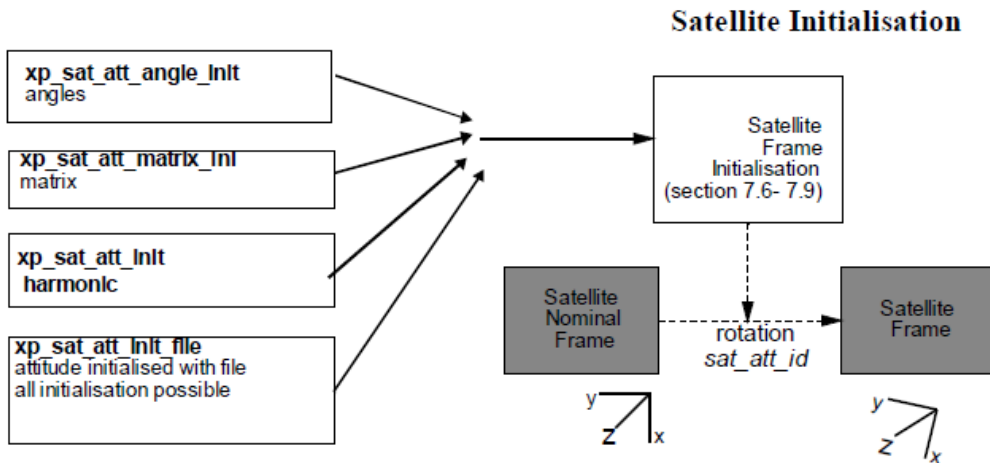 Satellite Initialisation
xp_sat_att_angle_init
angles
xp_sat_att_matrix_ini
matrix
xp_sat_att_init
harmonic
xp_sat_att_init_file
attitude initialised with file
all initialisation possible
Satellite
Frame
Initialisation
(section 7.6- 7.9)
Satellite
Nominal
Frame
rotation
sat_att_id
Satellite
Frame
y
z
x
y
z
x